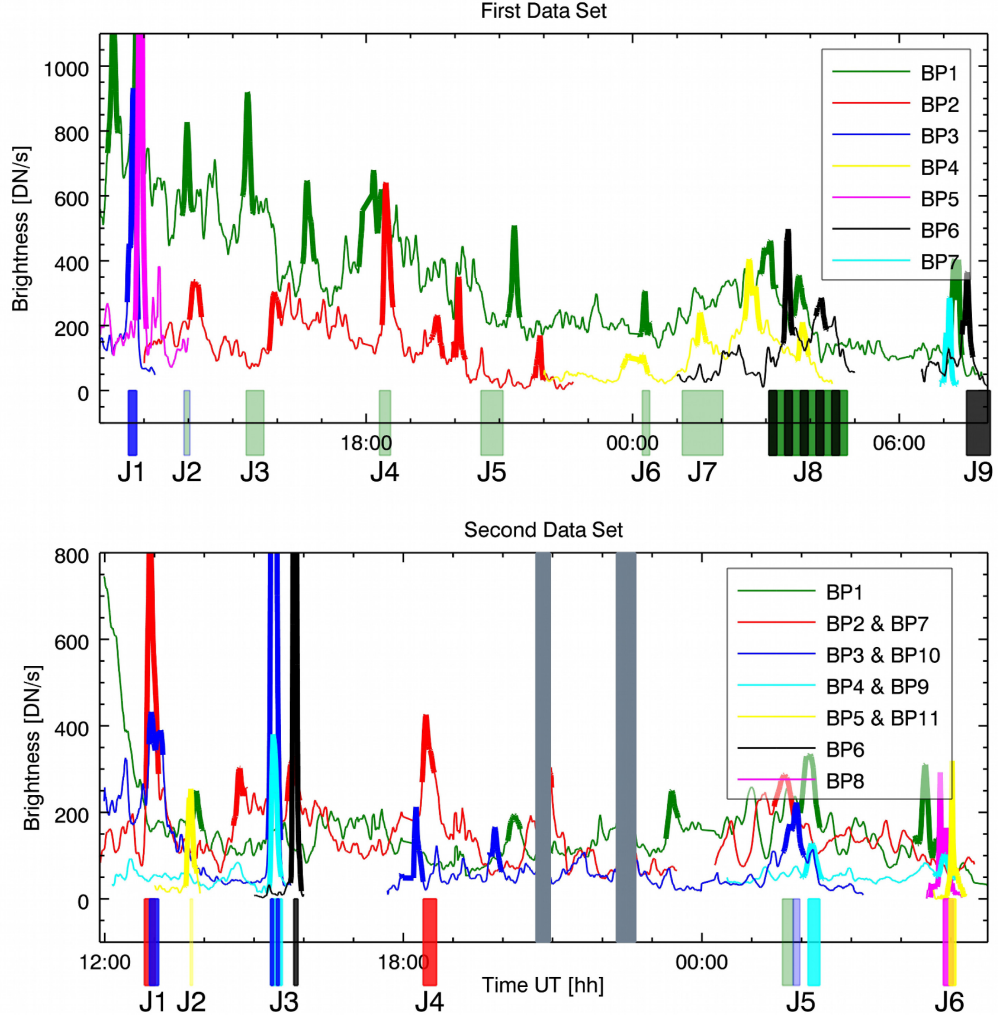 First Data Set
1000
800
600
400
200
0
Brightness [DN/s]
BP1
BP2
BP3
BP4
BP5
BP6
BP7
18:00 00:00 06:00
J1 J2 J3 J4 J5 J6 J7 J8 J9
Second Data Set
800
600
400
200
0
Brightness [DN/s]
BP1
BP2 & BP7
BP3 & BP10
BP4 & BP9
BP5 & BP11
BP6
BP8
12:00 18:00 00:00
Time UT [hh]
J1 J2 J3 J4 J5 J6